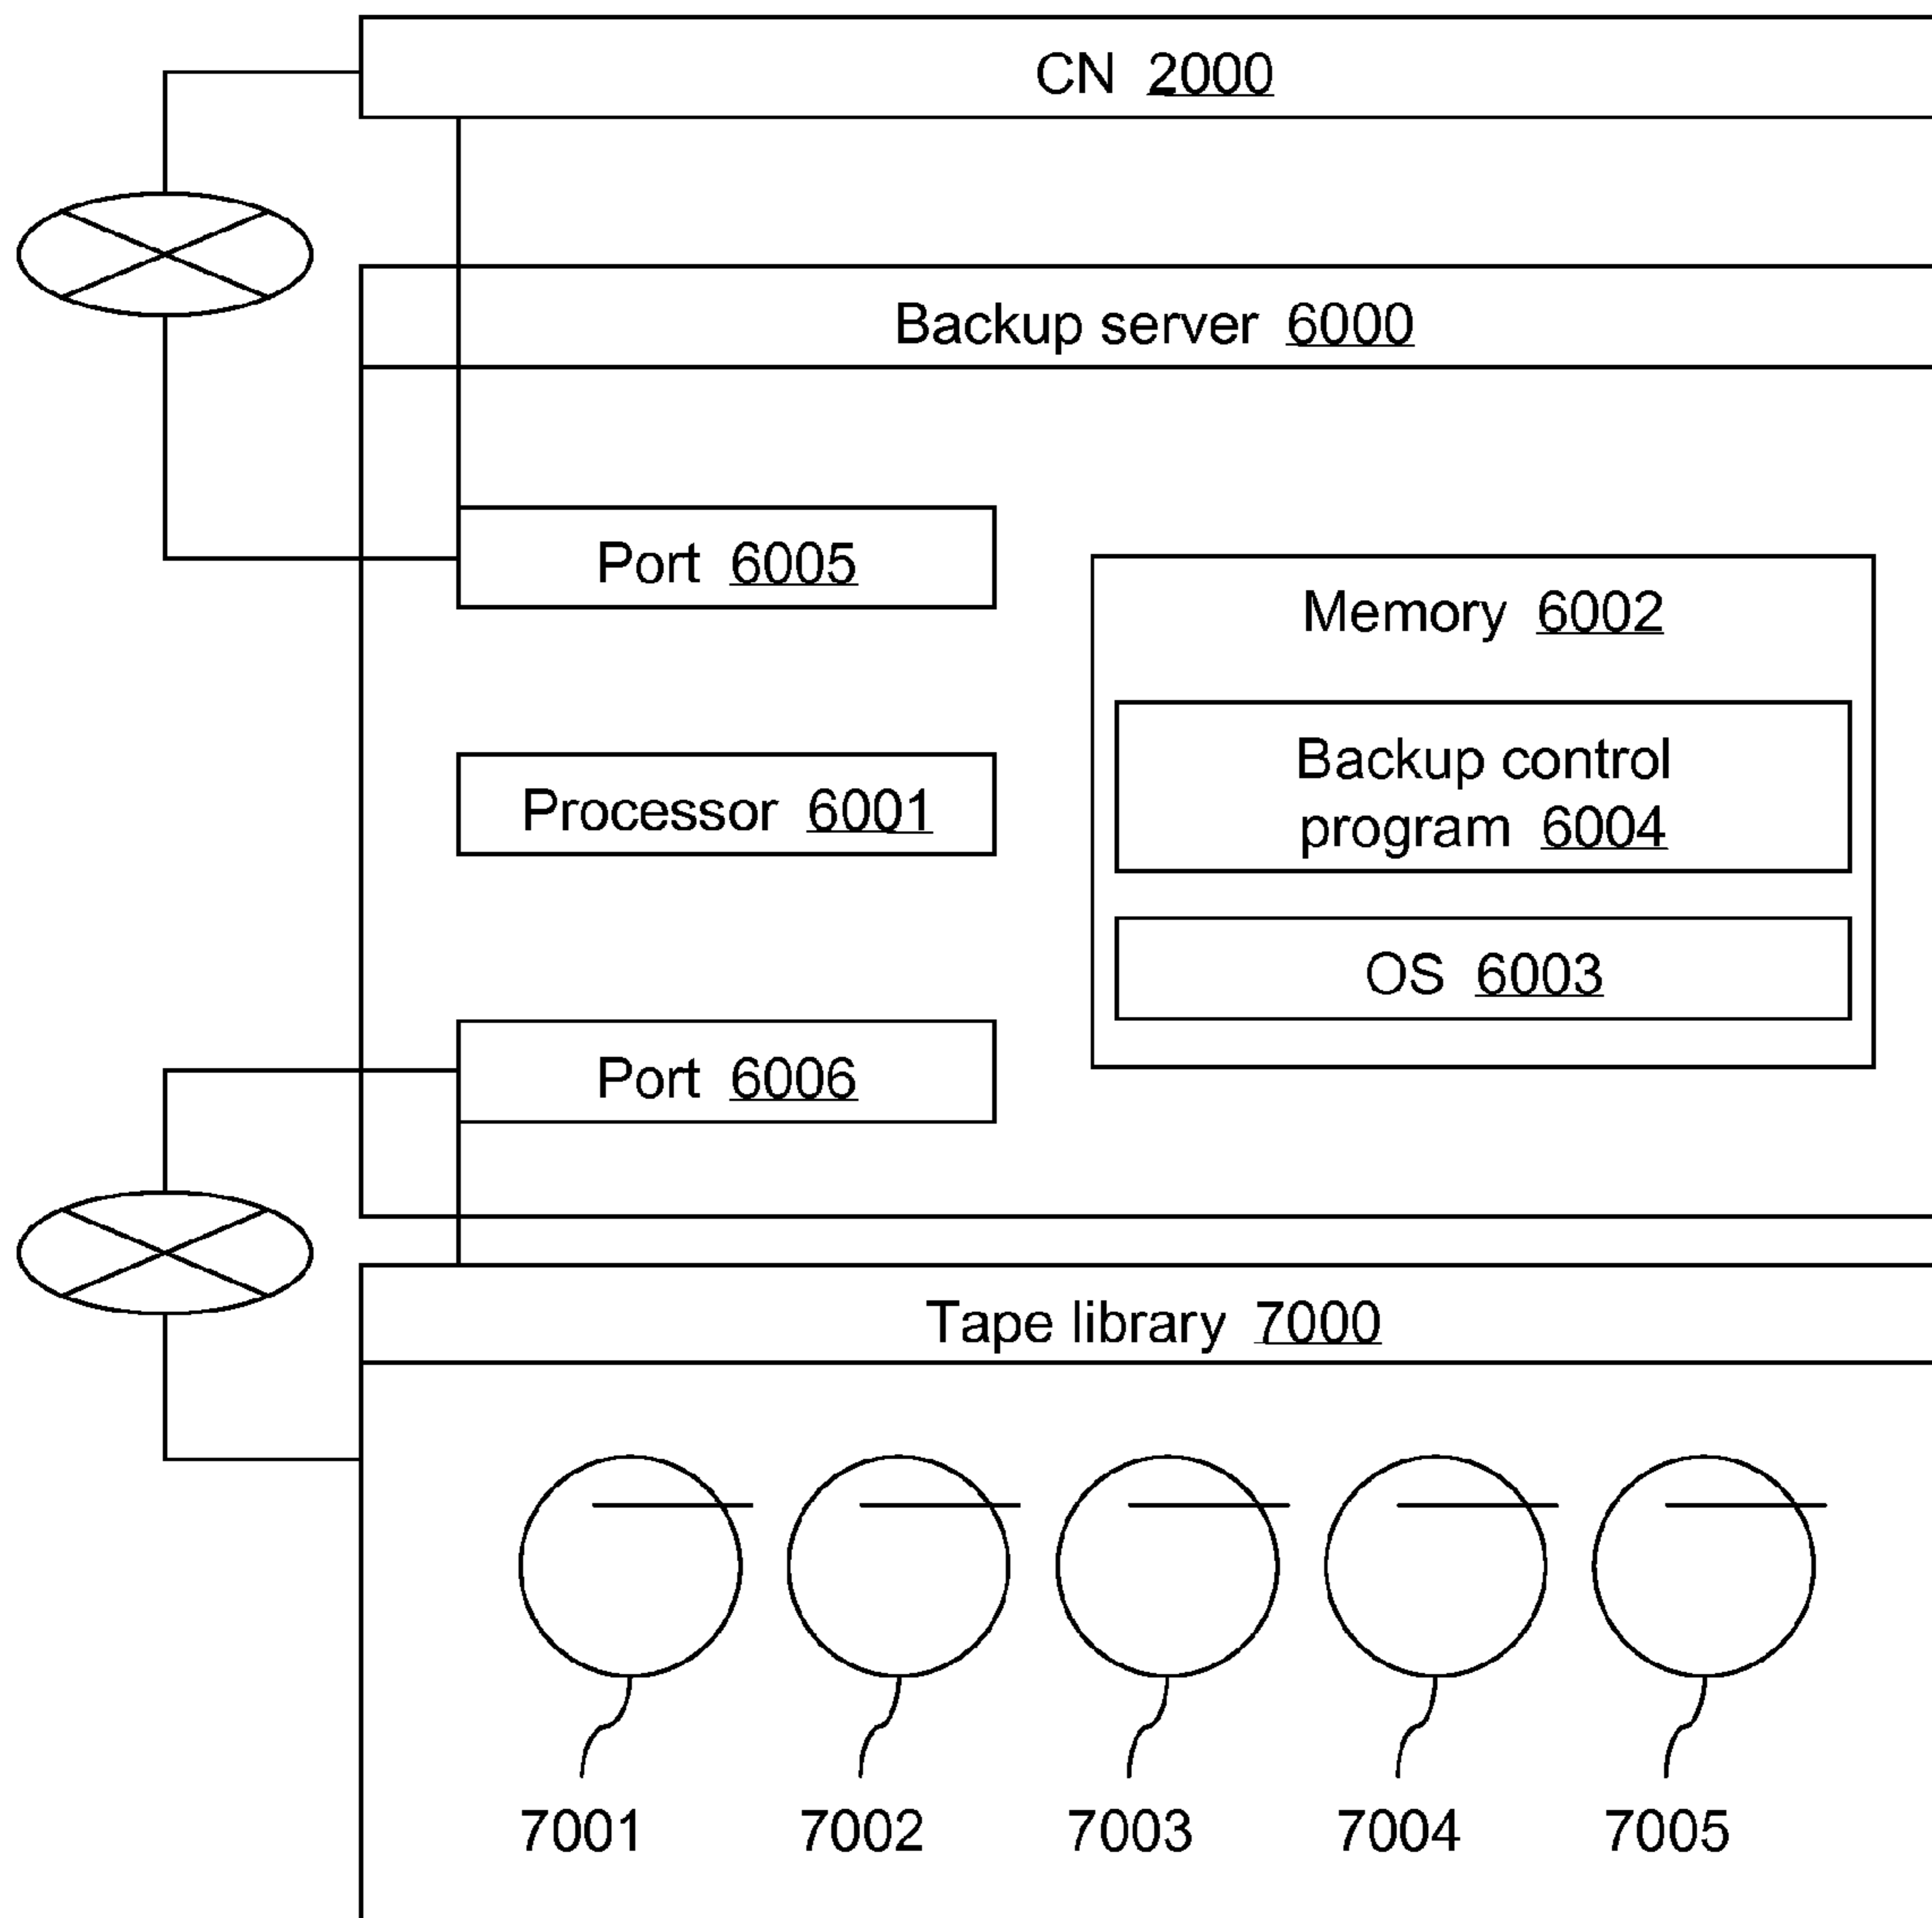 CN 2000
Backup server 6000
Port 6005
Memory 6002
Backup control
program 6004
Processor 6001
OS 6003
Port 6006
Tape library 7000
7001 7002 7003 7004 7005